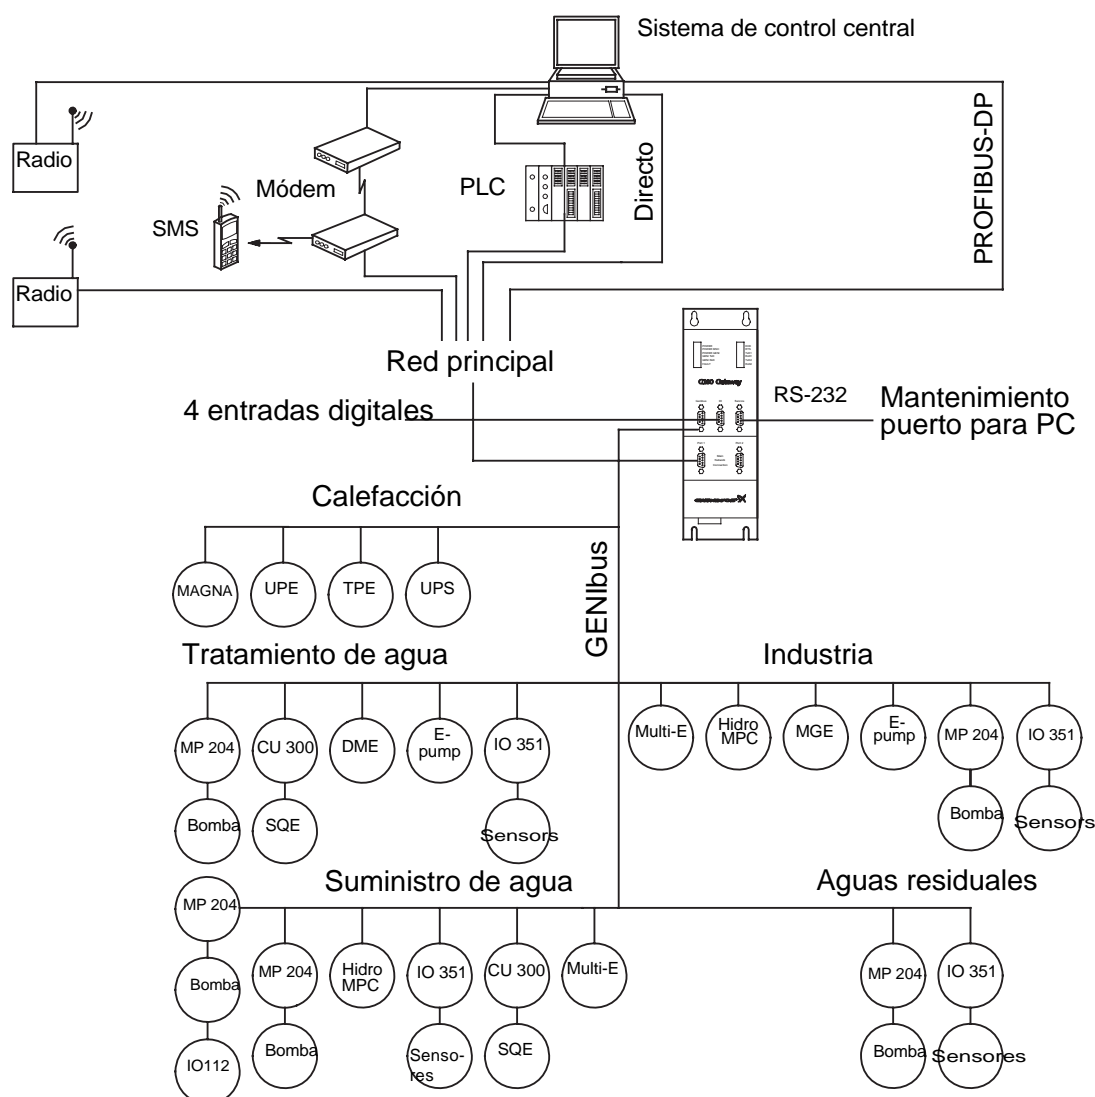 Sistema de control central
Radio
Módem
SMS
PLC
Directo
PROFIBUS-DP
Radio
Red principal
4 entradas digitales
G100 Gateway
RS-232
Mantenimiento
puerto para PC
Calefacción
GENIbus
MAGNA
UPE
TPE
UPS
Tratamiento de agua
Industria
MP 204
CU 300
DME
E-
pump
IO 351
Multi-E
Hidro
MPC
MGE
E-
pump
MP 204
IO 351
Bomba
SQE
Sensors
Bomba
Sensors
Suministro de agua
Aguas residuales
MP 204
Bomba
IO112
MP 204
Hidro
MPC
IO 351
CU 300
Multi-E
MP 204
IO 351
Bomba
Senso-
res
SQE
Bomba
Sensores